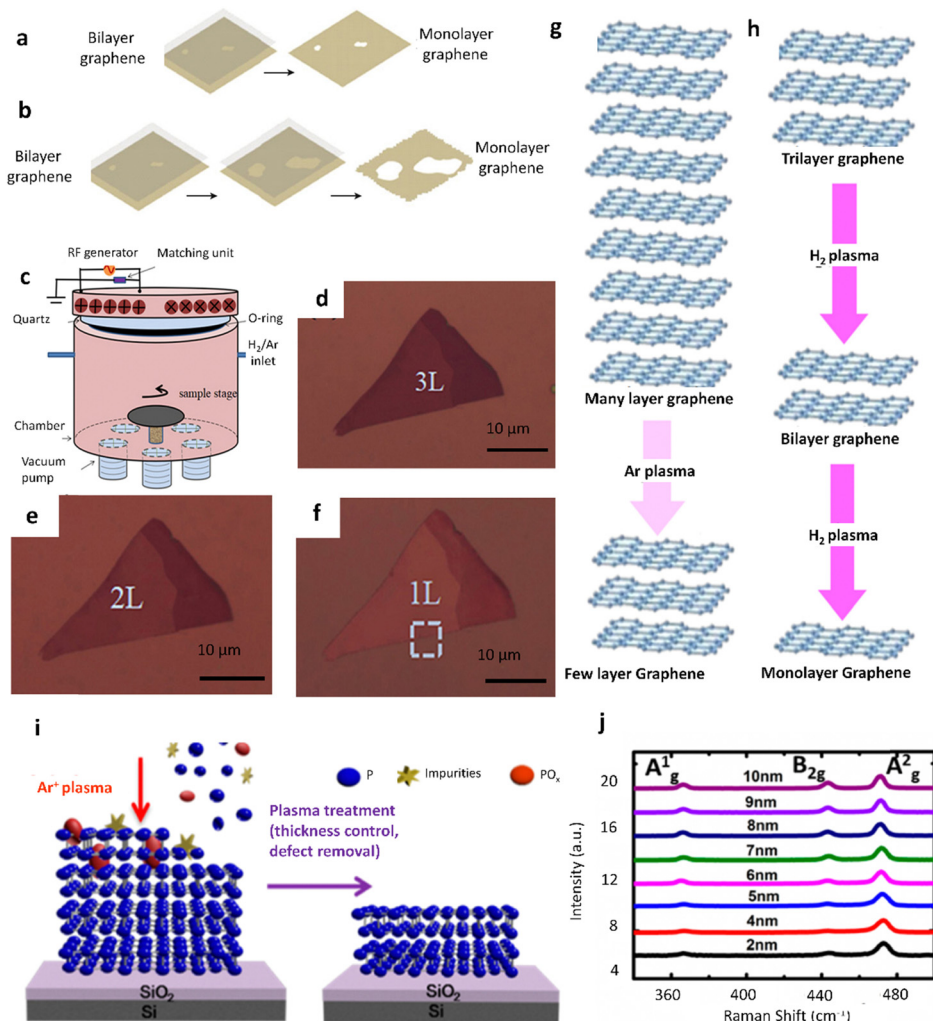 a
Bilayer
graphene
Monolayer
graphene
b
Bilayer
graphene
Monolayer
graphene
c
RF generator
Matching unit
Quartz
O-ring
H₂/Ar
inlet
sample stage
Chamber
Vacuum
pump
d
3L
10 µm
e
2L
10 µm
f
1L
10 µm
g
Many layer graphene
Ar plasma
Few layer Graphene
h
Trilayer graphene
H₂ plasma
Bilayer graphene
H₂ plasma
Monolayer Graphene
i
Ar⁺ plasma
P
Impurities
POₓ
Plasma treatment
(thickness control,
defect removal)
SiO₂
Si
SiO₂
Si
j
A¹g
B₂g
A²g
10nm
9nm
8nm
7nm
6nm
5nm
4nm
2nm
20
16
12
8
4
Intensity (a.u.)
360
400
440
480
Raman Shift (cm⁻¹)